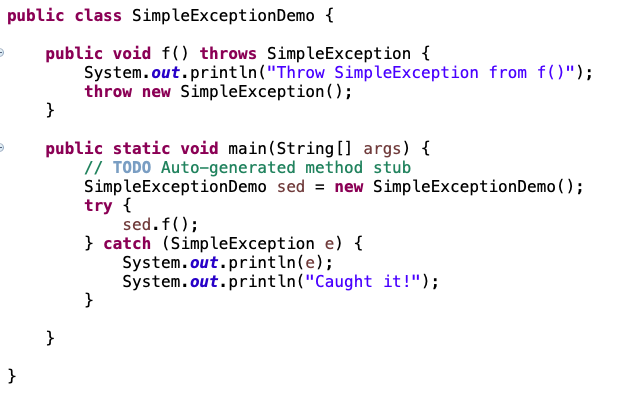 public class SimpleExceptionDemo {
public void f() throws SimpleException {
System.out.println("Throw SimpleException from f()");
throw new SimpleException();
}
public static void main(String[] args) {
// TODO Auto-generated method stub
SimpleExceptionDemo sed = new SimpleExceptionDemo();
try {
sed.f();
} catch (SimpleException e) {
System.out.println(e);
System.out.println("Caught it!");
}
}
}